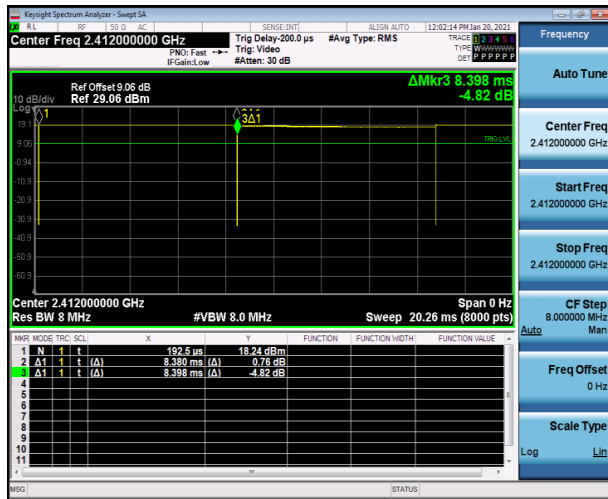 Keysight Spectrum Analyzer - Swept SA
RL RF 50 Ω AC SENSE:INT ALIGN AUTO 12:02:14 PM Jan 20, 2021
Center Freq 2.412000000 GHz Trig Delay-200.0 µs #Avg Type: RMS TRACE 1 2 3 4 5 6
PNO: Fast Trig: Video TYPE WWWWWW
IFGain:Low #Atten: 30 dB DET P P P P P P
Frequency
Auto Tune
Center Freq
2.412000000 GHz
Start Freq
2.412000000 GHz
Stop Freq
2.412000000 GHz
CF Step
8.000000 MHz
Auto Man
Freq Offset
0 Hz
Scale Type
Log Lin
Ref Offset 9.06 dB ΔMkr3 8.398 ms
10 dB/div Ref 29.06 dBm -4.82 dB
Log
1
3Δ1
19.1
TRIG LVL
9.06
-0.94
-10.9
-20.9
-30.9
-40.9
-50.9
-60.9
Center 2.412000000 GHz Span 0 Hz
Res BW 8 MHz #VBW 8.0 MHz Sweep 20.26 ms (8000 pts)
MKR MODE TRC SCL X Y FUNCTION FUNCTION WIDTH FUNCTION VALUE
1 N 1 t 192.5 µs 18.24 dBm
2 Δ1 1 t (Δ) 8.380 ms (Δ) 0.76 dB
3 Δ1 1 t (Δ) 8.398 ms (Δ) -4.82 dB
4
5
6
7
8
9
10
11
MSG STATUS